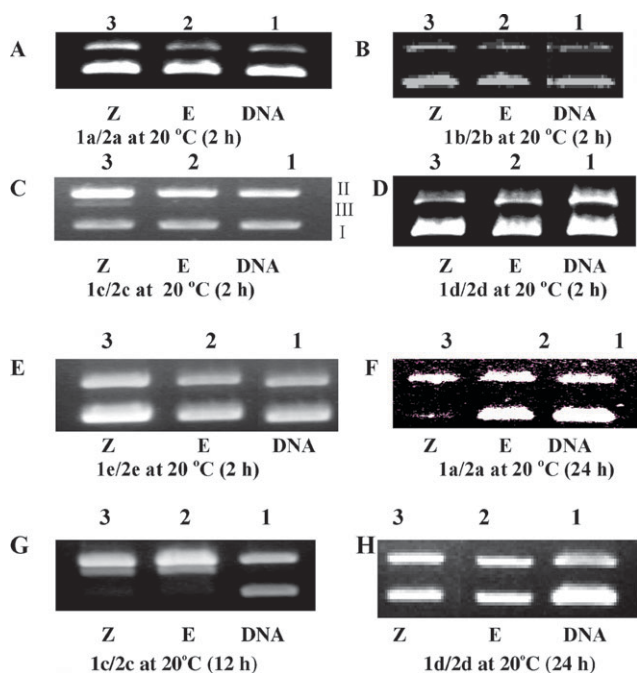 3 2 1
A
Z E DNA
1a/2a at 20 °C (2 h)
3 2 1
B
Z E DNA
1b/2b at 20 °C (2 h)
3 2 1
C
II
III
I
Z E DNA
1c/2c at 20 °C (2 h)
3 2 1
D
Z E DNA
1d/2d at 20 °C (2 h)
3 2 1
E
Z E DNA
1e/2e at 20 °C (2 h)
3 2 1
F
Z E DNA
1a/2a at 20 °C (24 h)
3 2 1
G
Z E DNA
1c/2c at 20°C (12 h)
3 2 1
H
Z E DNA
1d/2d at 20°C (24 h)